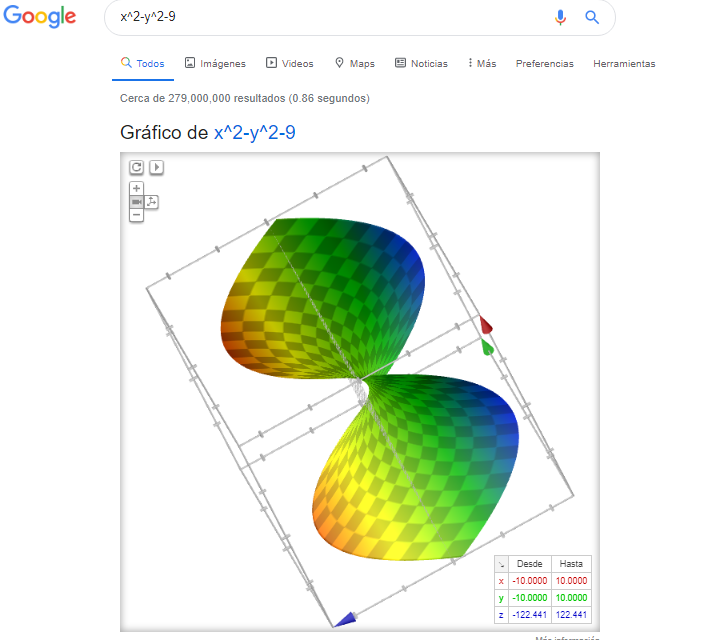 Google
x^2-y^2-9
Todos Imágenes Videos Maps Noticias Más Preferencias Herramientas
Cerca de 279,000,000 resultados (0.86 segundos)
Gráfico de x^2-y^2-9
Desde Hasta
x -10.0000 10.0000
y -10.0000 10.0000
z -122.441 122.441
Más información